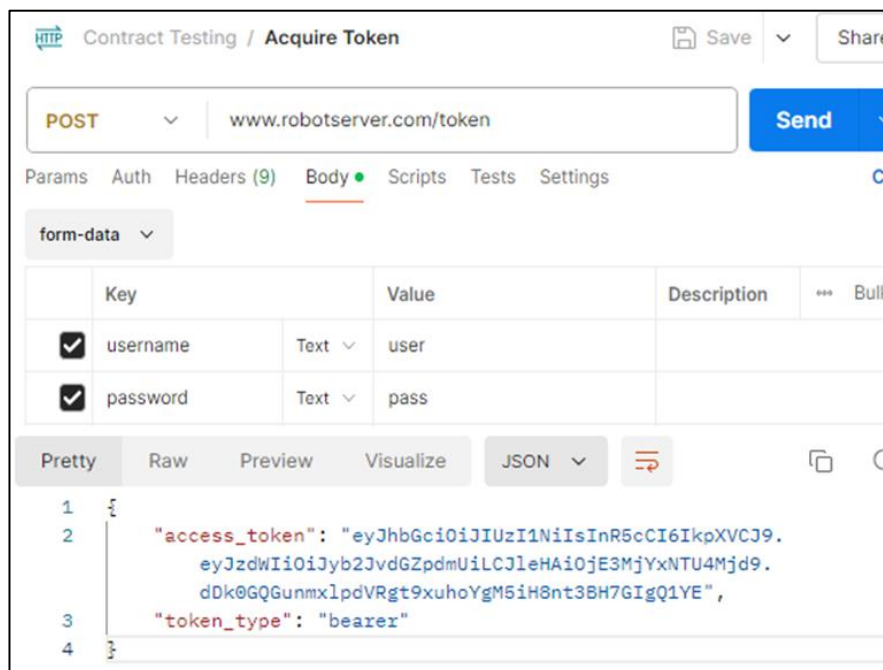 HTTP Contract Testing / Acquire Token Save Share
POST www.robotserver.com/token Send
Params Auth Headers (9) Body Scripts Tests Settings C
form-data
Key Value Description Bulk
username Text user
password Text pass
Pretty Raw Preview Visualize JSON
1 {
2 "access_token": "eyJhbGciOiJIUzI1NiIsInR5cCI6IkpXVCJ9.
eyJzdWIiOiJyb2JvdGZpdmUiLCJleHAiOjE3MjYxNTU4Mjd9.
dDk0GQGunmxlpdVRgt9xuhoYgM5iH8nt3BH7GIgQ1YE",
3 "token_type": "bearer"
4 }